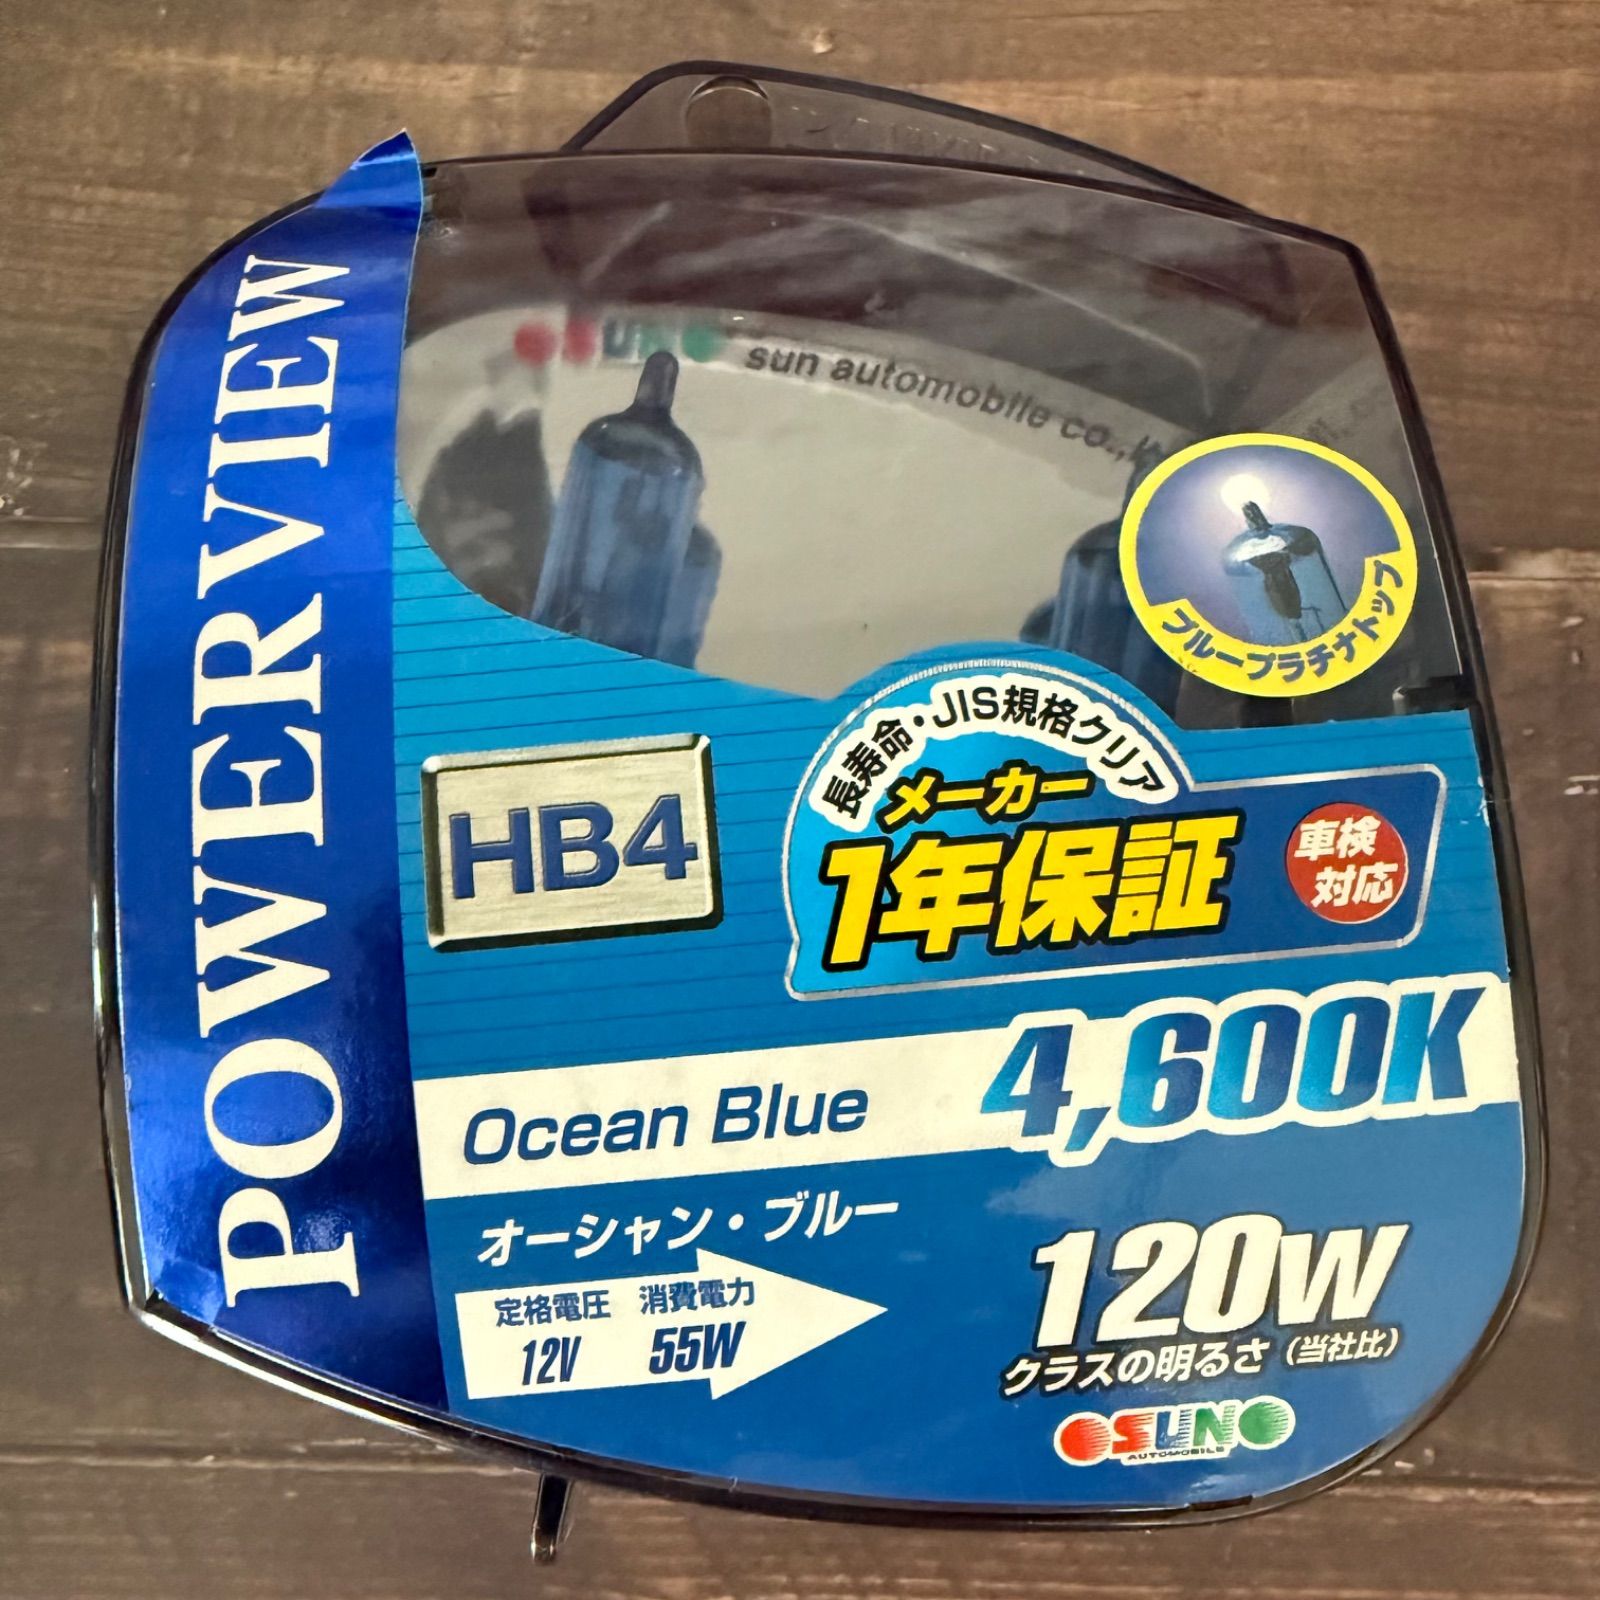 POWERVIEW
SUN
sun automobile co.,
ブループラチナトップ
長寿命・JIS規格クリア
メーカー
1年保証
車検
対応
HB4
Ocean Blue
4,600K
オーシャン・ブルー
定格電圧 消費電力
12V 55W
120W
クラスの明るさ（当社比）
SUN
AUTOMOBILE